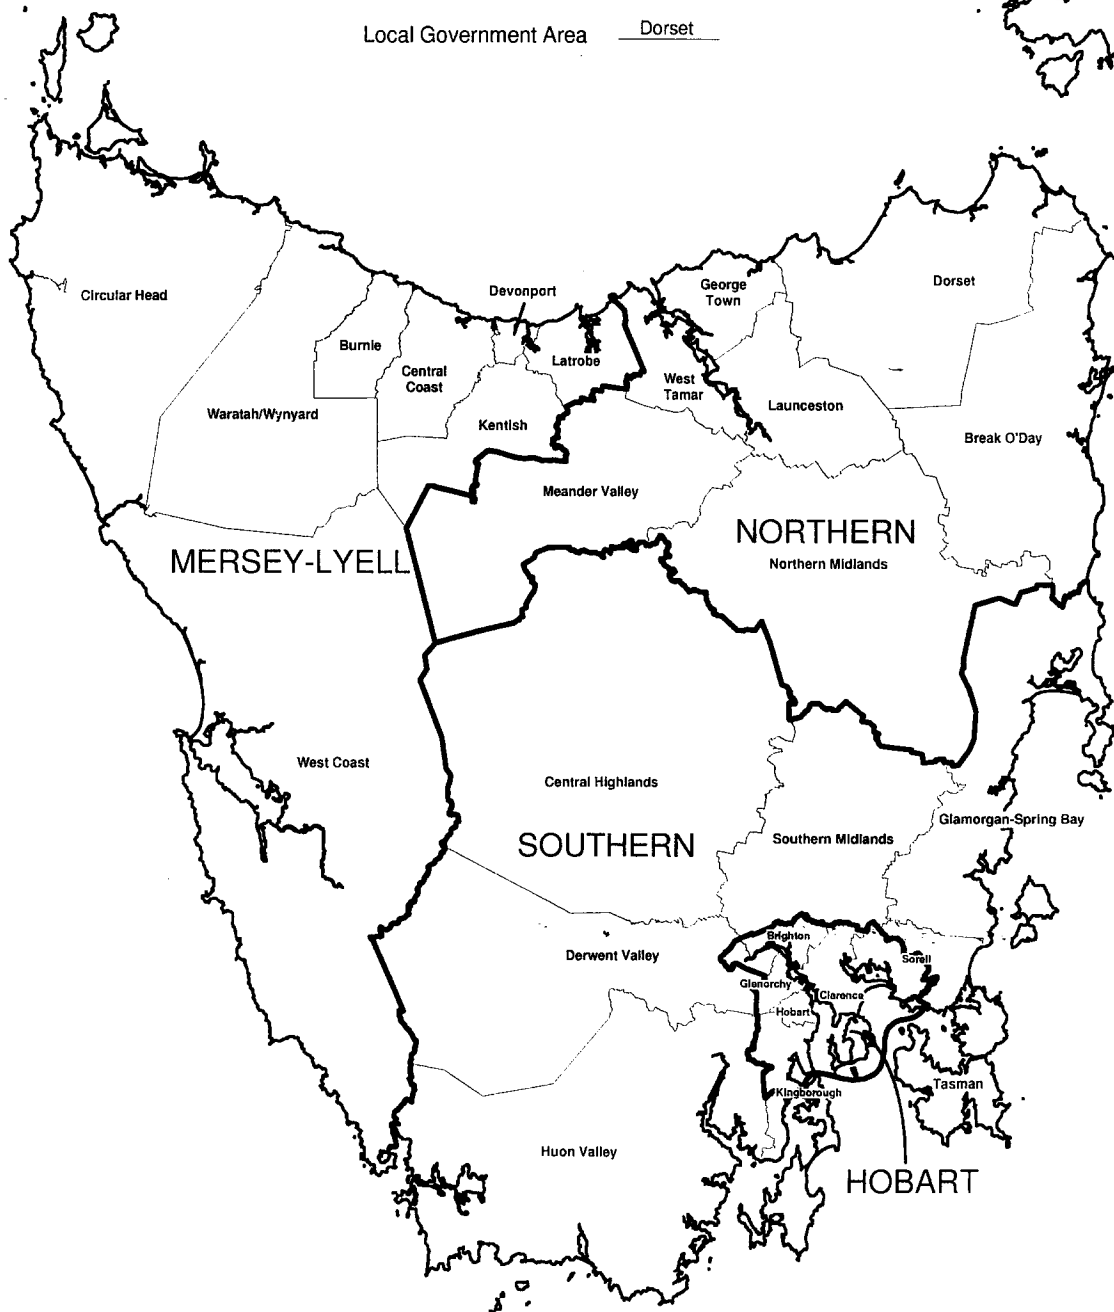 Local Government Area Dorset
Circular Head
Devonport
George
Town
Dorset
Burnie
Latrobe
Central
Coast
West
Tamar
Launceston
Waratah/Wynyard
Kentish
Break O'Day
Meander Valley
NORTHERN
MERSEY-LYELL
Northern Midlands
West Coast
Central Highlands
Glamorgan-Spring Bay
SOUTHERN
Southern Midlands
Brighton
Derwent Valley
Sorell
Glenorchy
Clarence
Hobart
Tasman
Kingborough
Huon Valley
HOBART